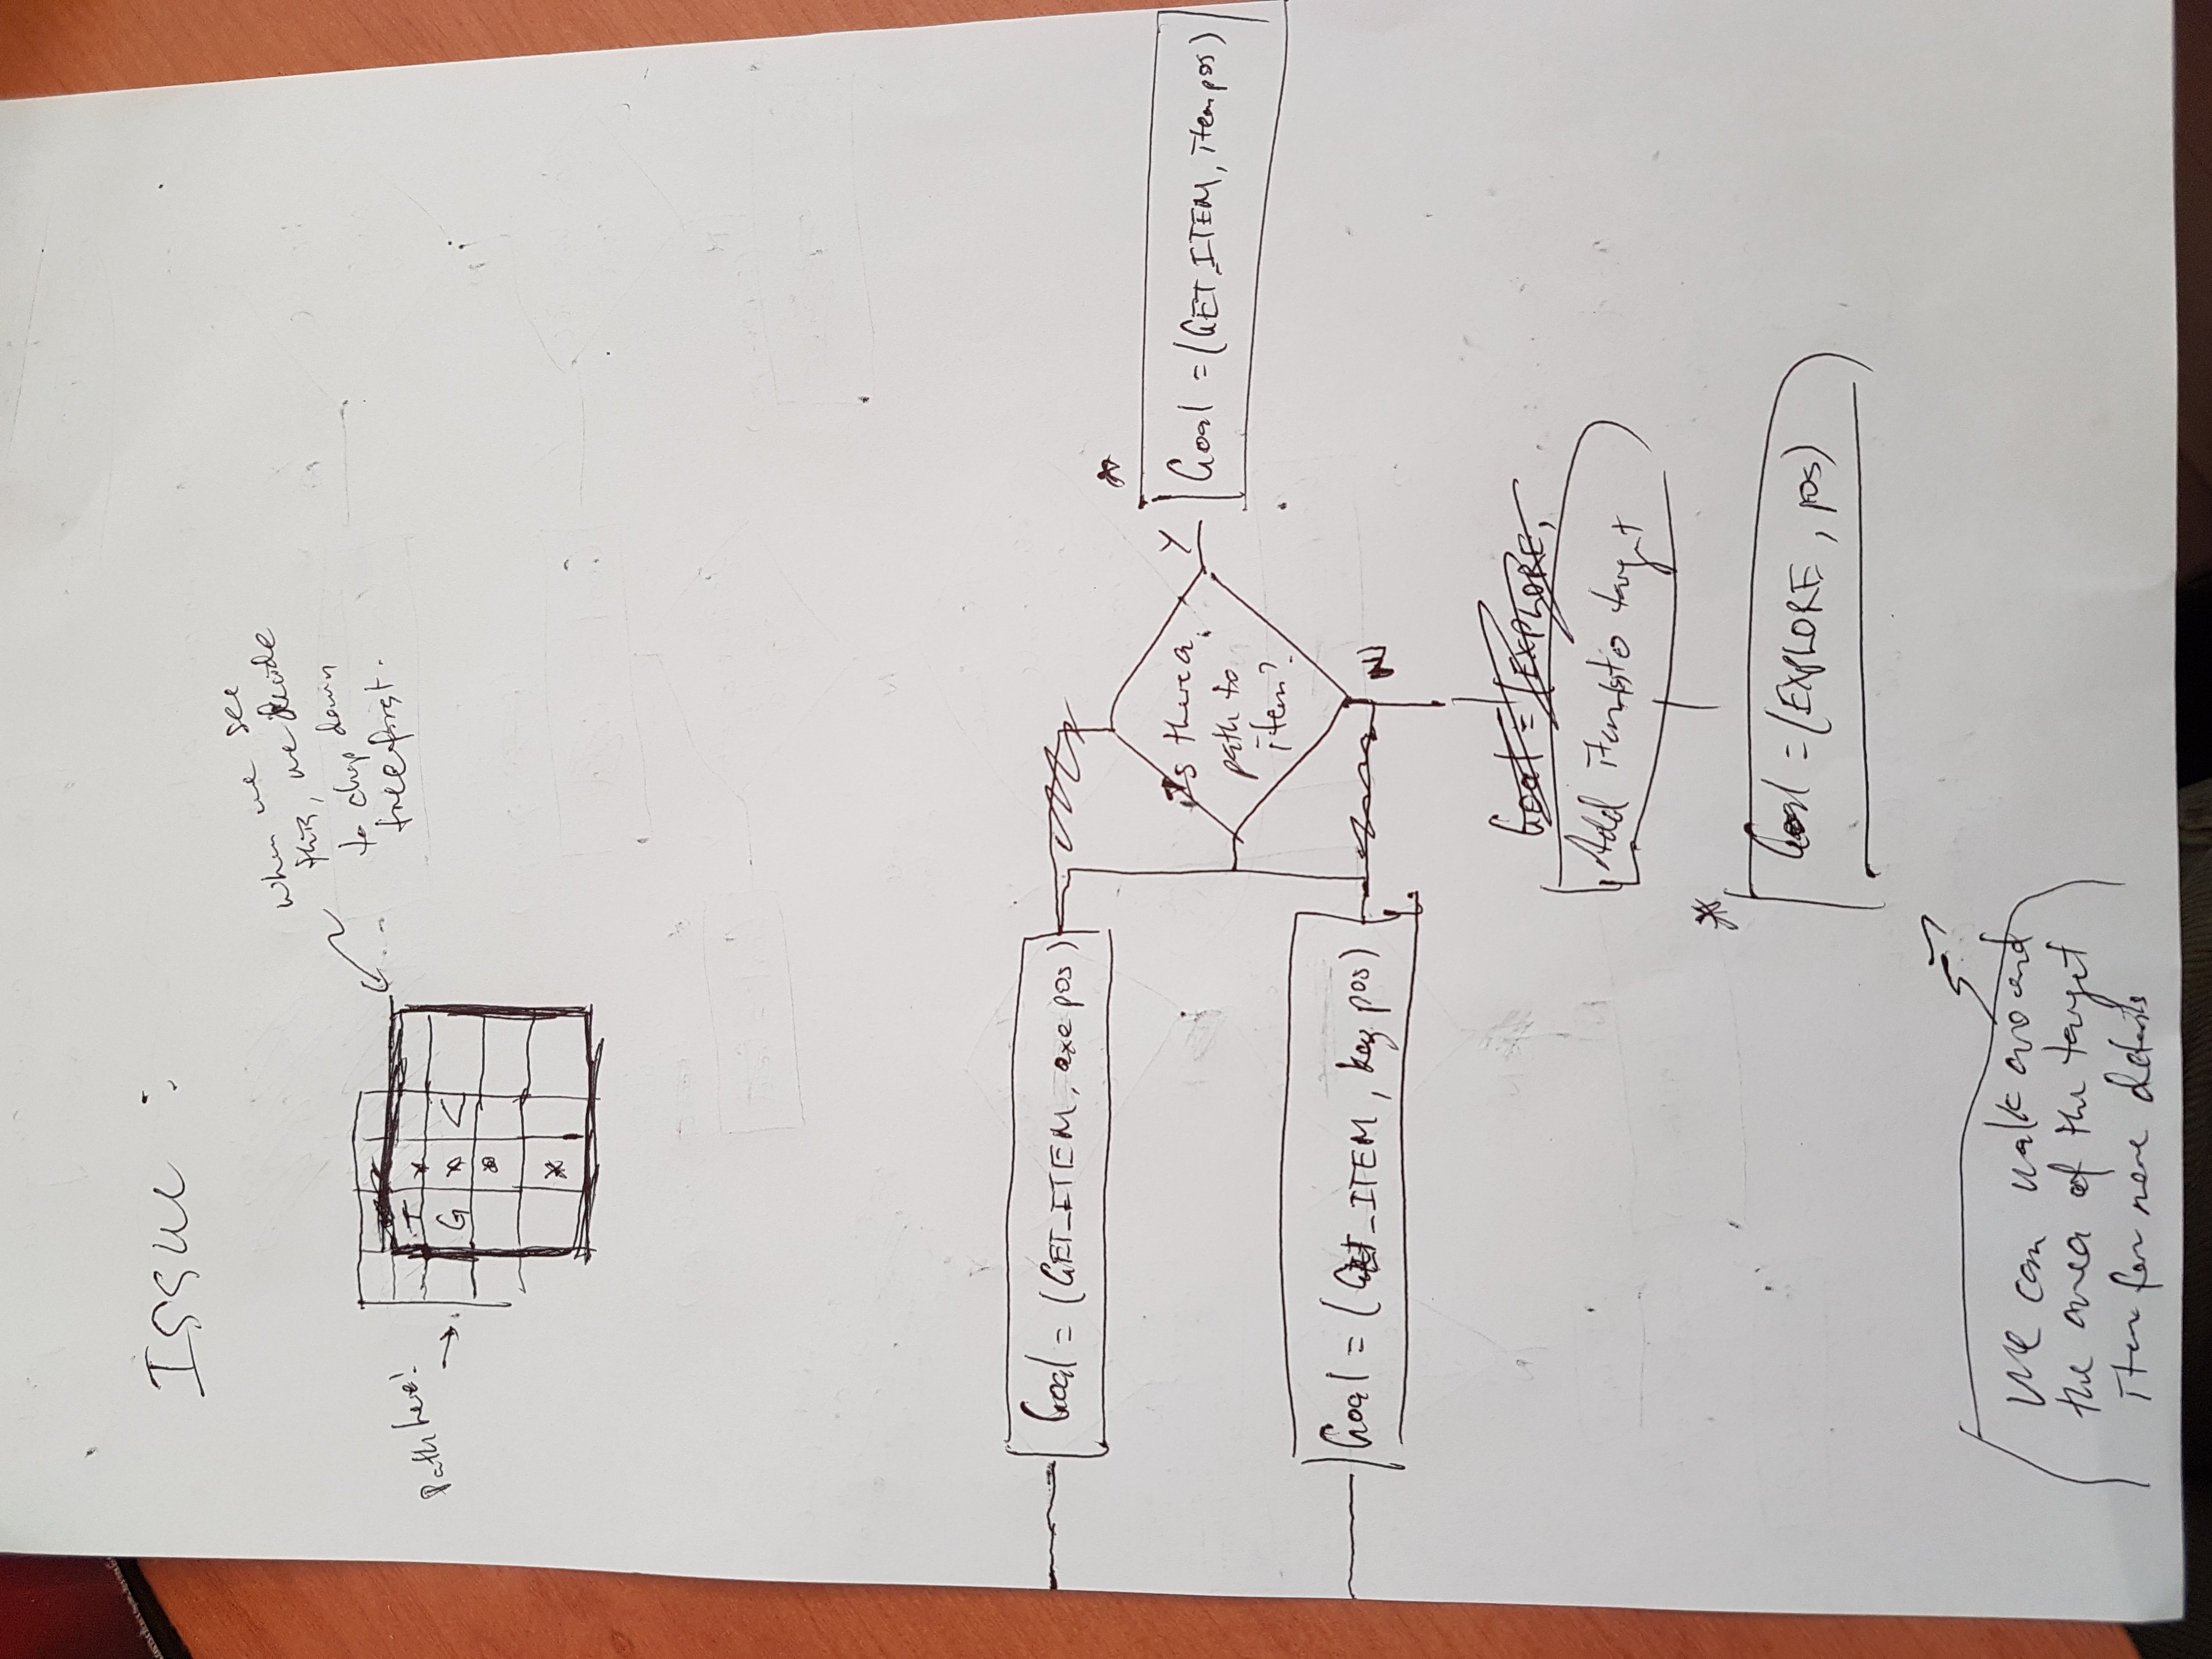 Issue :
when we see
this, we decide
to chop down
tree first.
Path here!
T *
G * <
*
*
Goal = (GET_ITEM, axe pos)
Is there a
path to
item?
Y
*
Goal = (GET_ITEM, item pos)
Goal = (GET_ITEM, key pos)
N
Goal = (EXPLORE,
Add item to target
*
Goal = (EXPLORE, pos)
We can walk around
the area of the target
item for more details